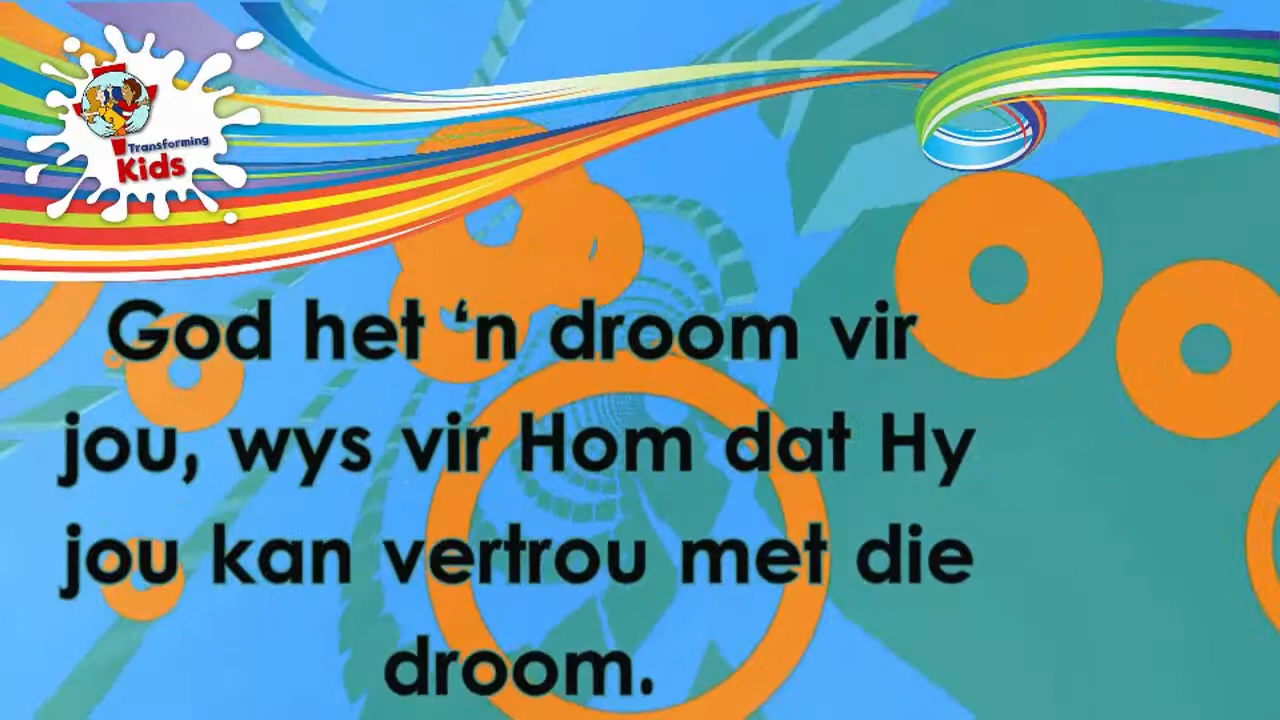 Transforming
Kids
God het ‘n droom vir
jou, wys vir Hom dat Hy
jou kan vertrou met die
droom.